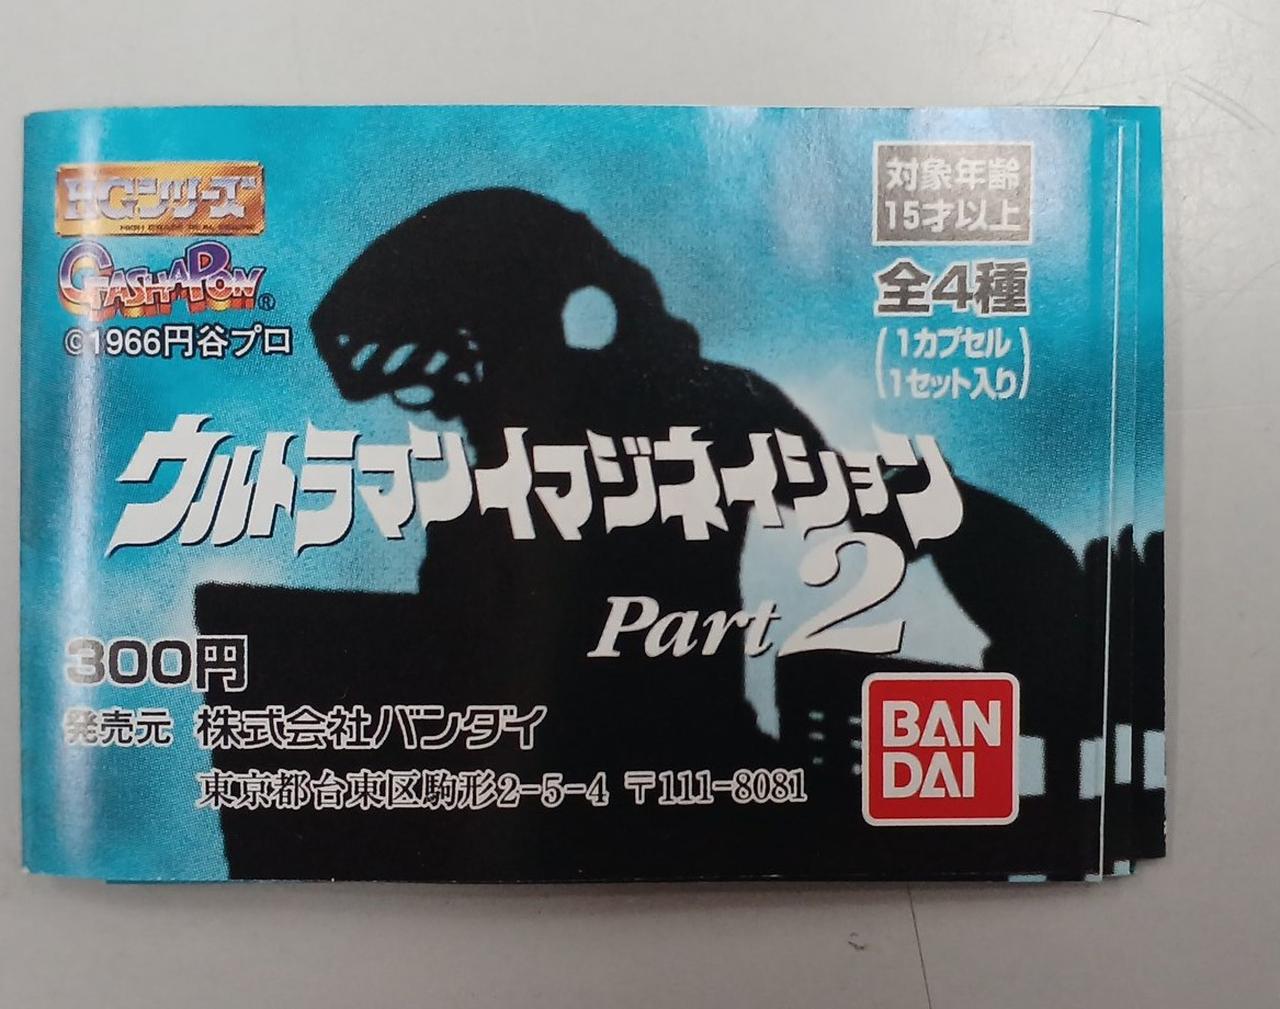 HGシリーズ
GASHAPON®
©1966円谷プロ
対象年齢
15才以上
全4種
(1カプセル
1セット入り)
ウルトラマンイマジネイション
Part2
300円
発売元 株式会社バンダイ
東京都台東区駒形2-5-4 〒111-8081
BAN
DAI